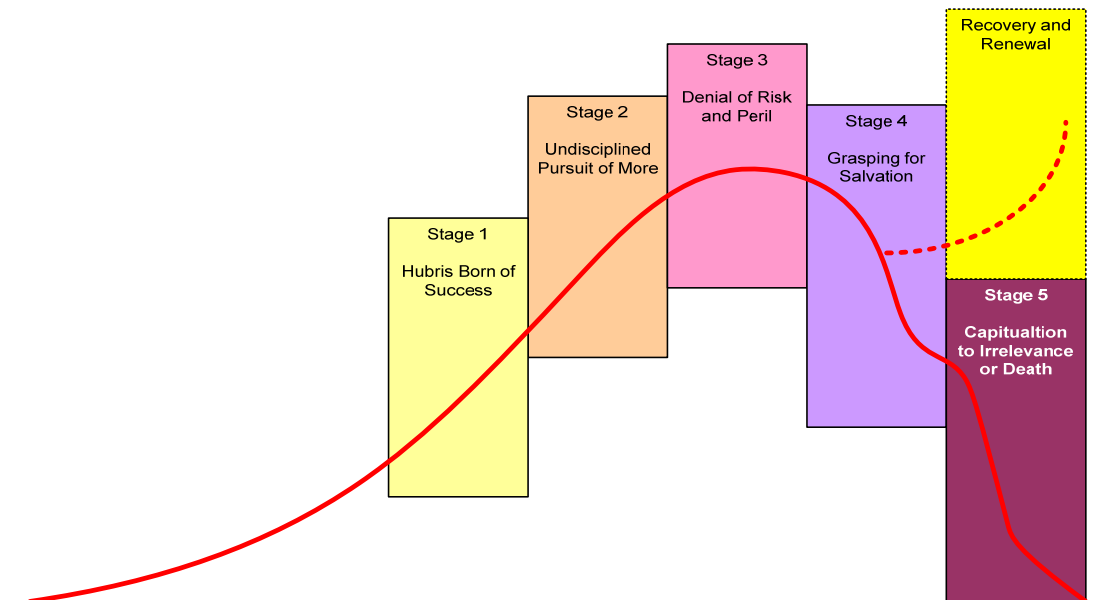 Stage 1
Hubris Born of
Success
Stage 2
Undisciplined
Pursuit of More
Stage 3
Denial of Risk
and Peril
Stage 4
Grasping for
Salvation
Recovery and
Renewal
Stage 5
Capitualtion
to Irrelevance
or Death